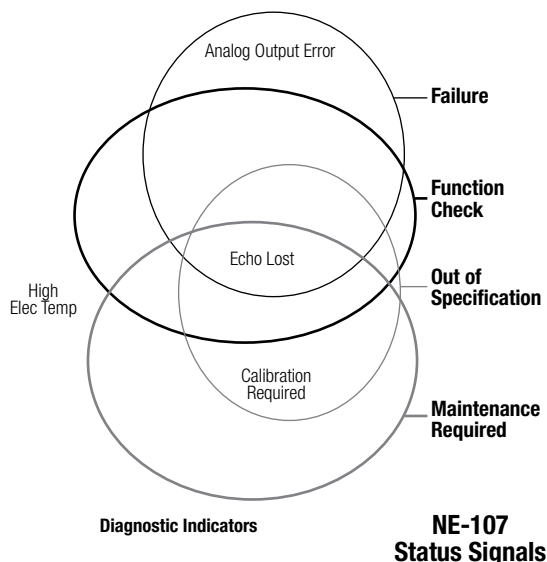 Analog Output Error
Failure
Function
Check
Echo Lost
High
Elec Temp
Out of
Specification
Calibration
Required
Maintenance
Required
Diagnostic Indicators
NE-107
Status Signals